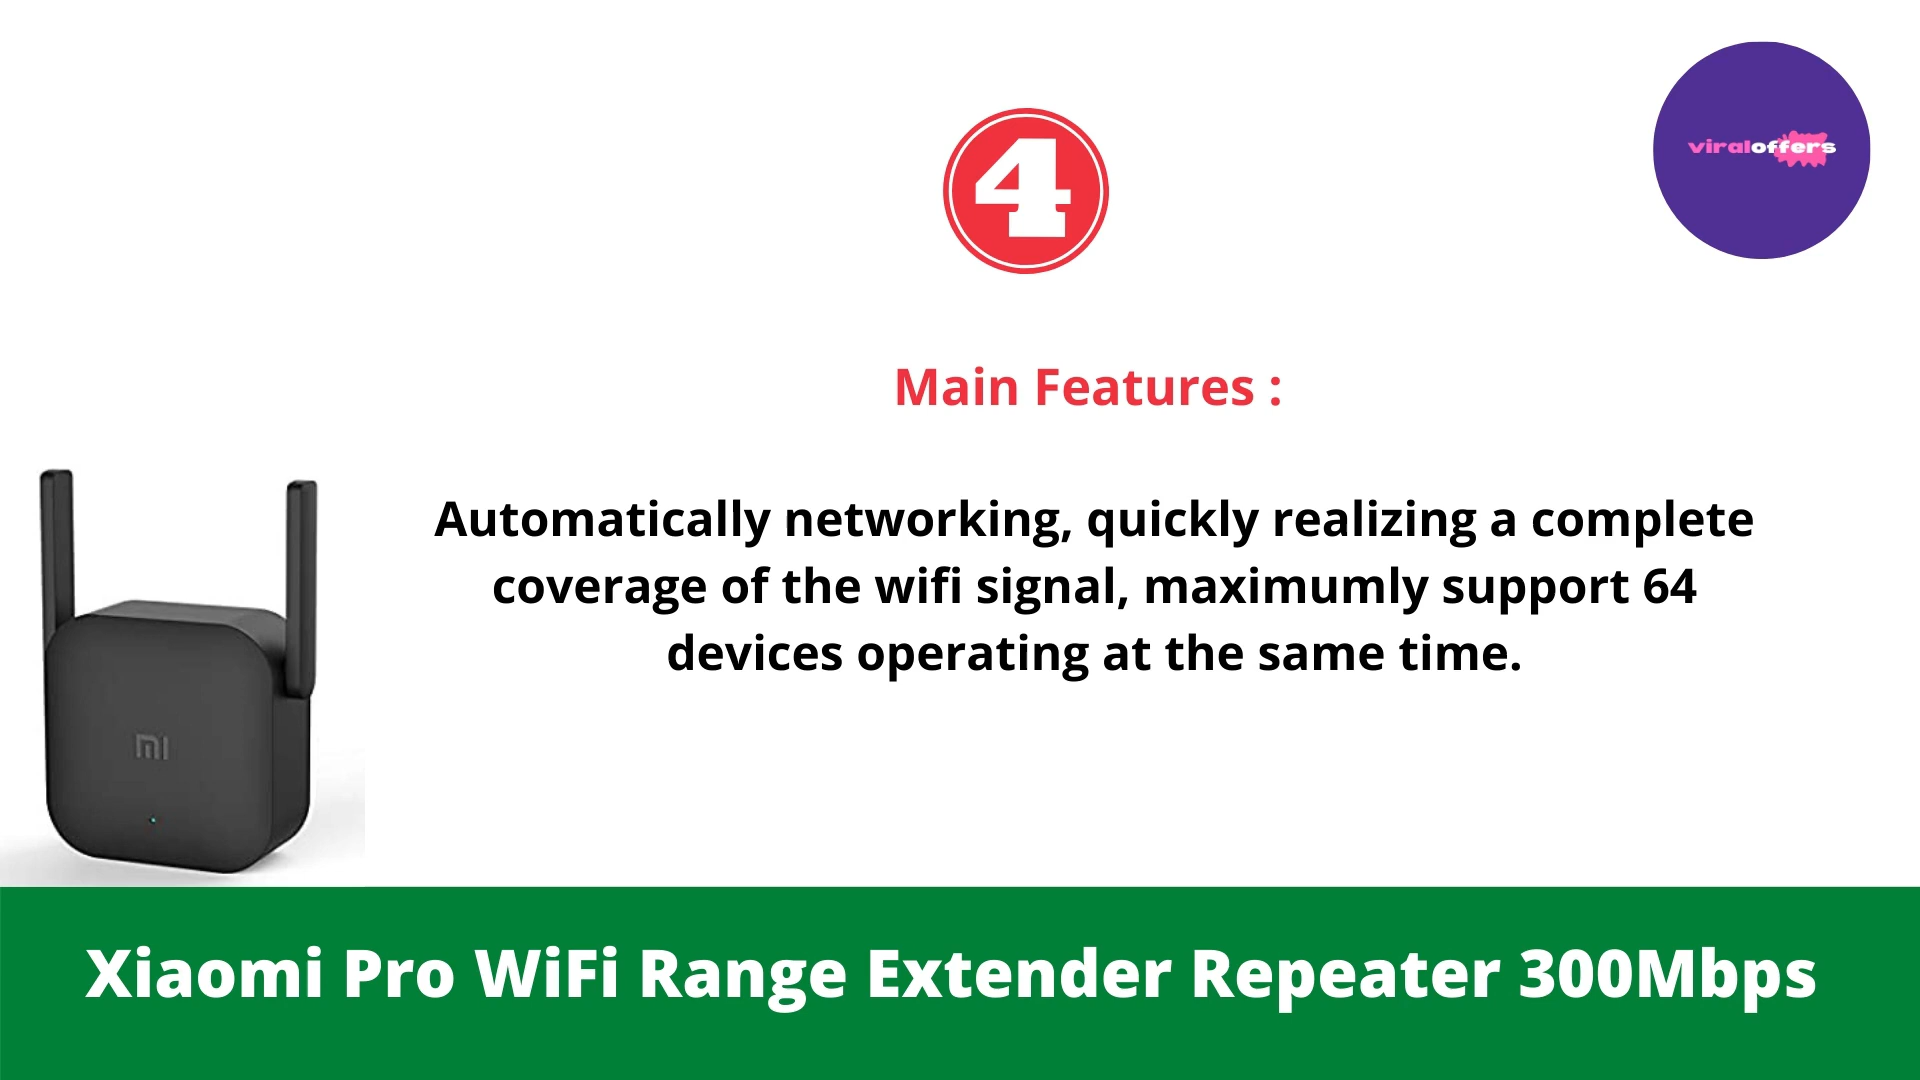 4
viraloffers
Main Features :
Automatically networking, quickly realizing a complete
coverage of the wifi signal, maximumly support 64
devices operating at the same time.
mi
Xiaomi Pro WiFi Range Extender Repeater 300Mbps